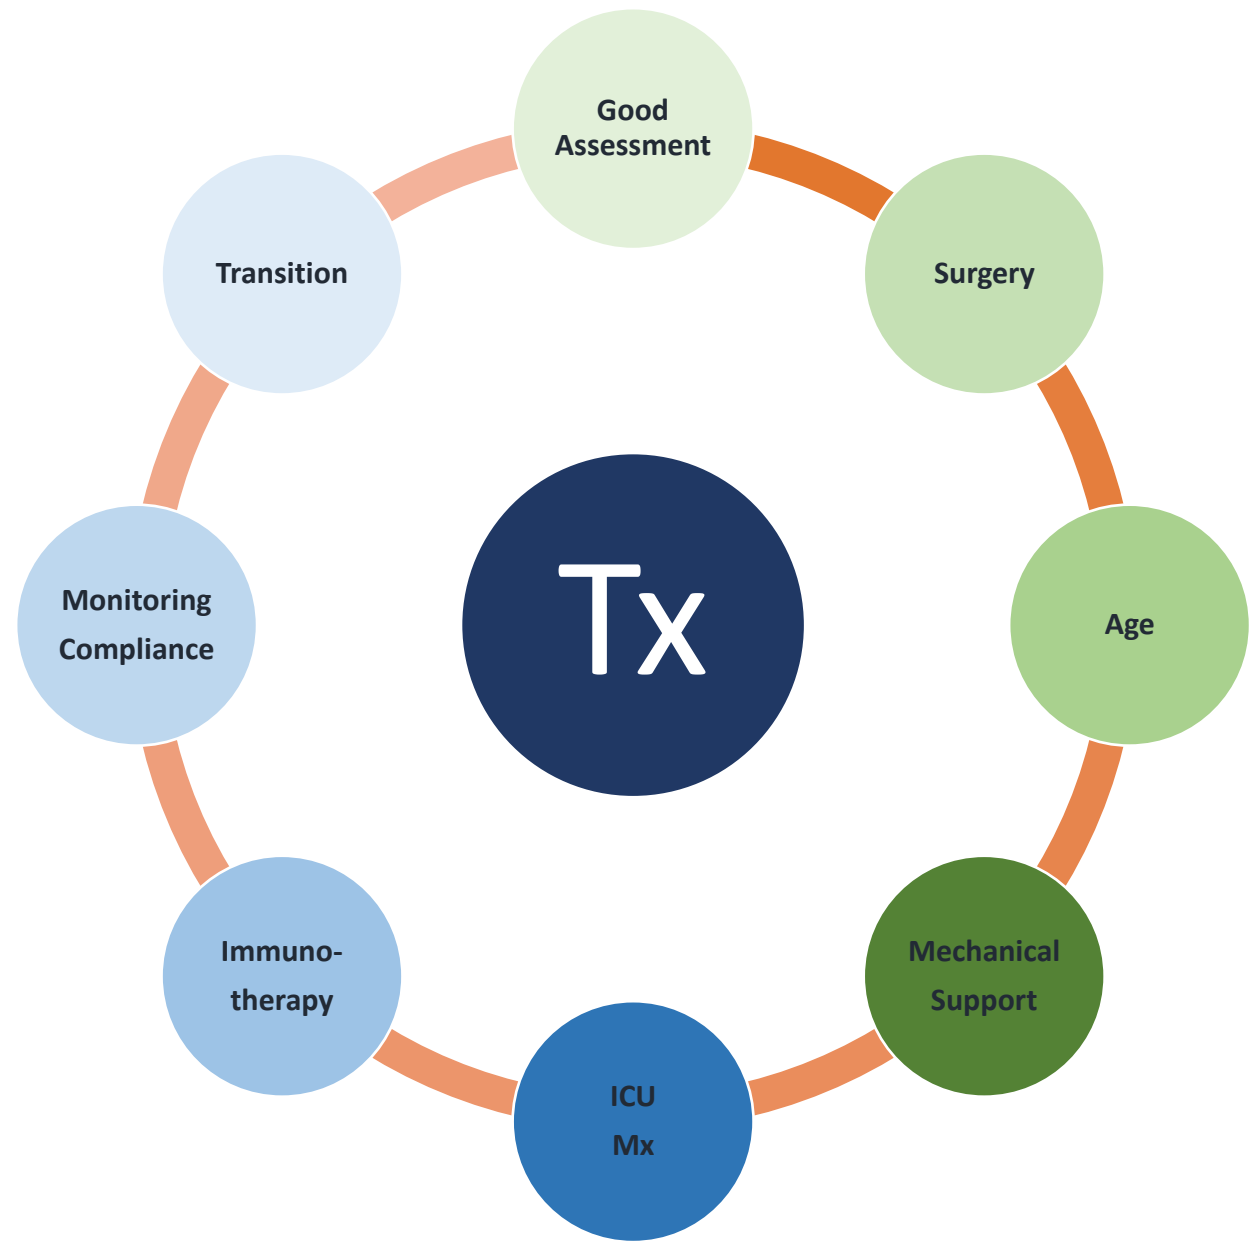 Good
Assessment
Surgery
Age
Mechanical
Support
ICU
Mx
Immuno-
therapy
Monitoring
Compliance
Transition
Tx